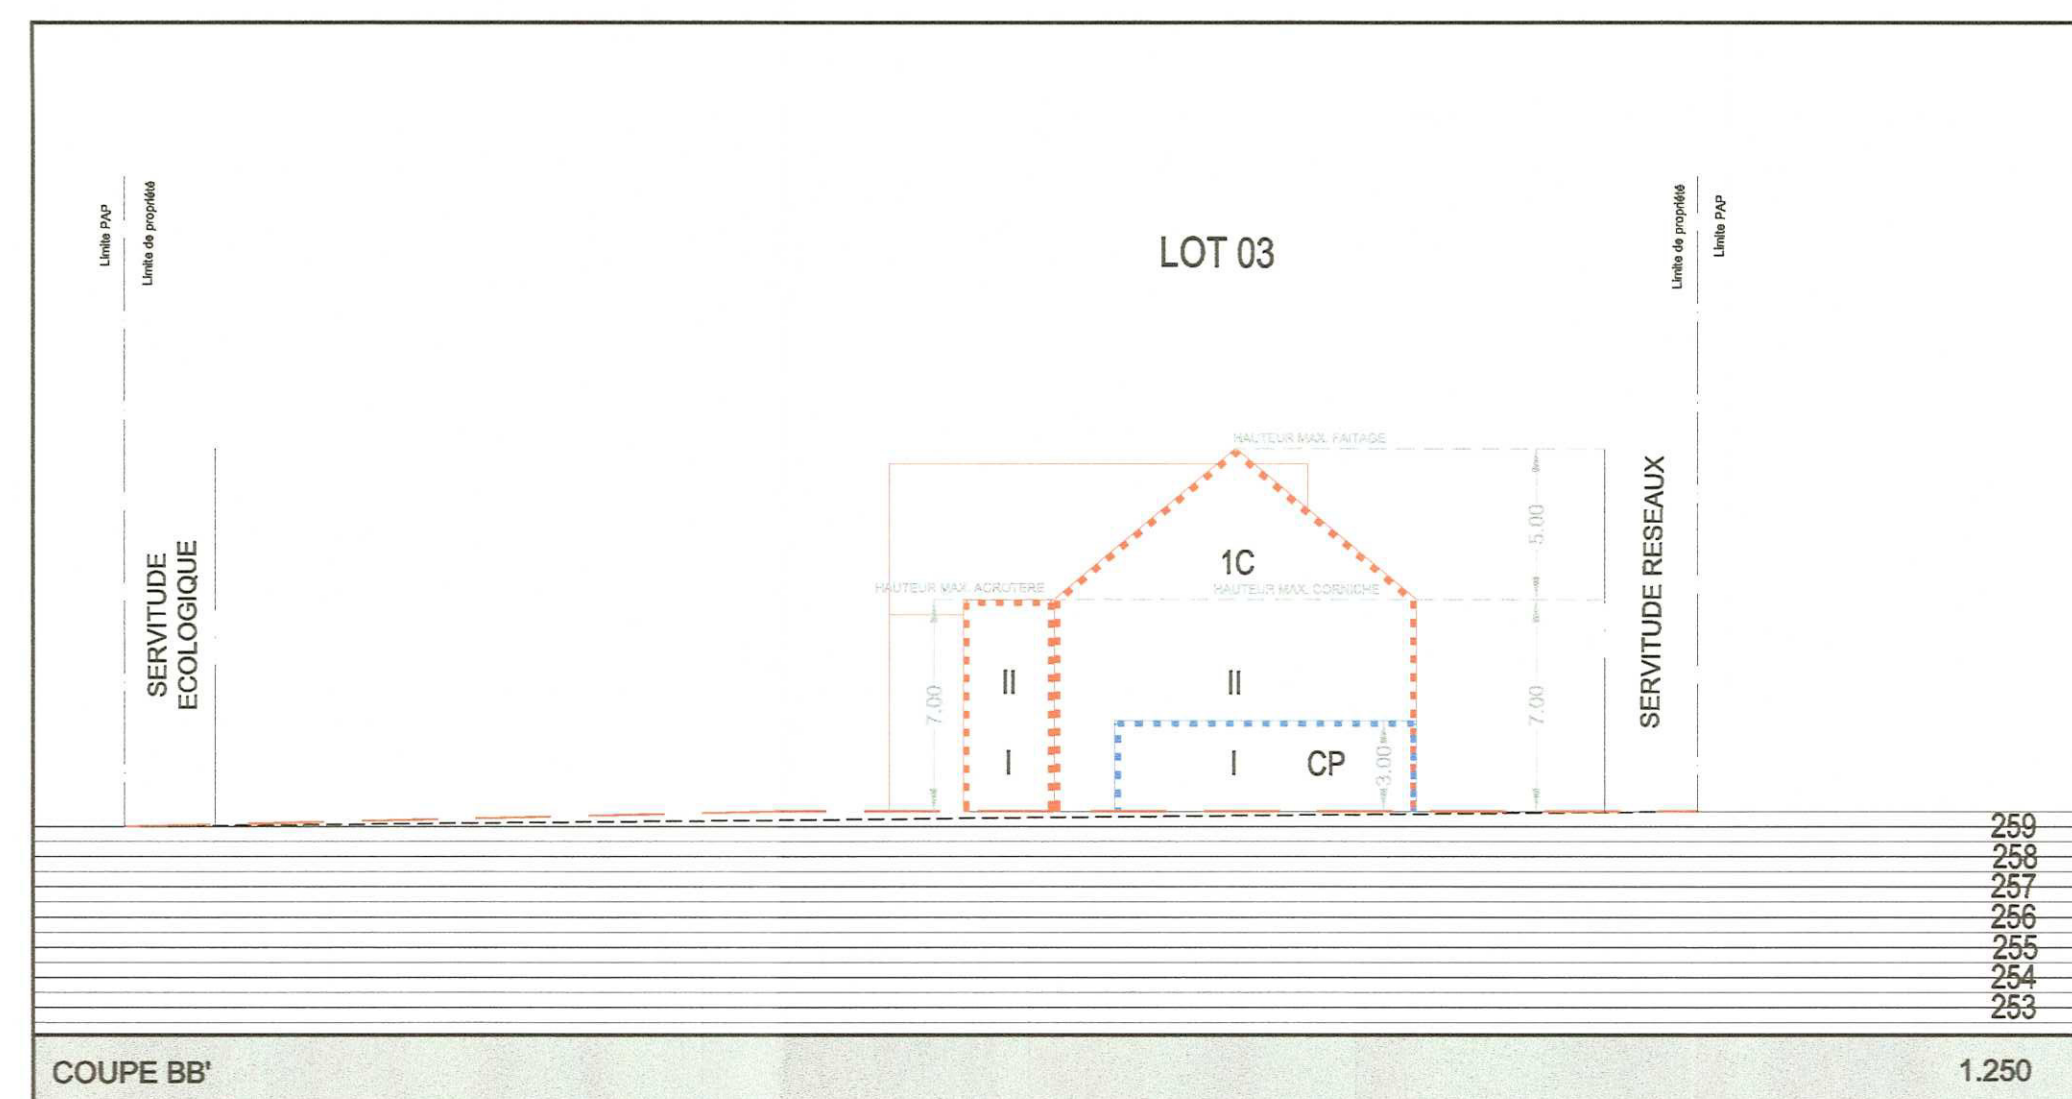 Limite PAP
Limite de propriété
LOT 03
Limite de propriété
Limite PAP
HAUTEUR MAX. FAITAGE
SERVITUDE
ECOLOGIQUE
SERVITUDE RESEAUX
5.00
1C
HAUTEUR MAX. ACROTERE
HAUTEUR MAX. CORNICHE
7.00
II
II
7.00
I
I
CP
3.00
259
258
257
256
255
254
253
COUPE BB'
1.250